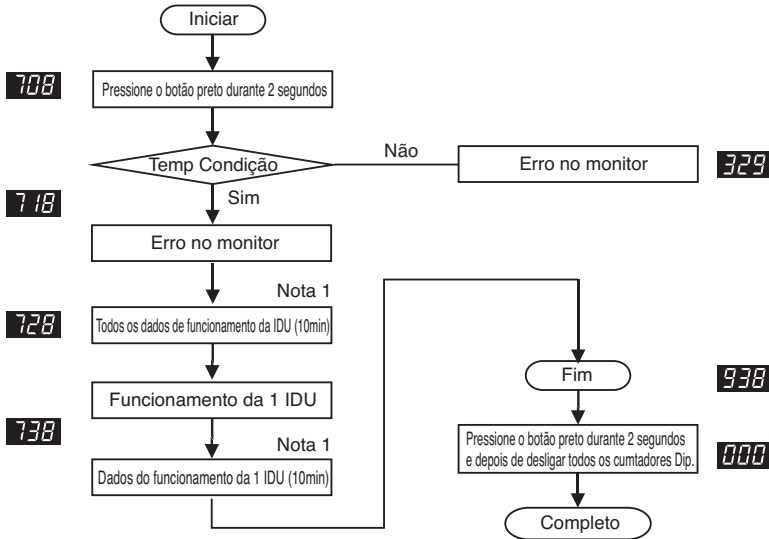 Iniciar
708
Pressione o botão preto durante 2 segundos
Temp Condição
Não
Erro no monitor
329
718
Sim
Erro no monitor
Nota 1
728
Todos os dados de funcionamento da IDU (10min)
Funcionamento da 1 IDU
738
Nota 1
Dados do funcionamento da 1 IDU (10min)
Fim
938
Pressione o botão preto durante 2 segundos
e depois de desligar todos os cumtadores Dip.
000
Completo